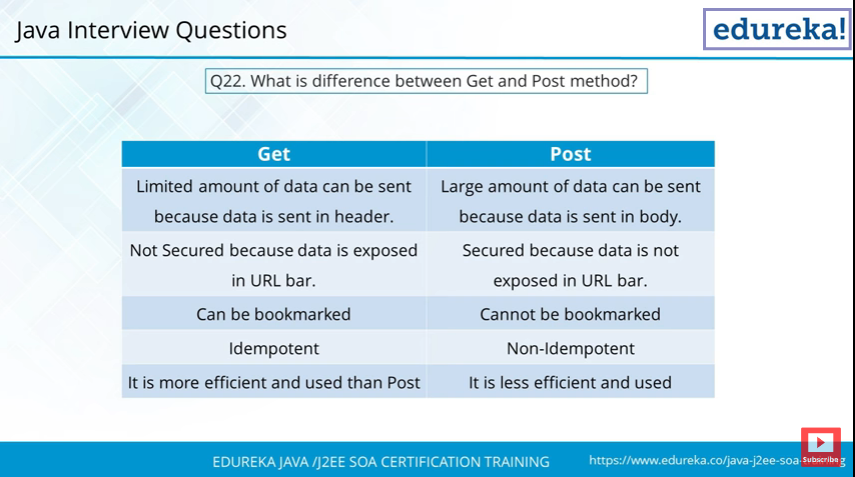 Java Interview Questions
edureka!
Q22. What is difference between Get and Post method?
Get
Post
Limited amount of data can be sent
because data is sent in header.
Large amount of data can be sent
because data is sent in body.
Not Secured because data is exposed
in URL bar.
Secured because data is not
exposed in URL bar.
Can be bookmarked
Cannot be bookmarked
Idempotent
Non-Idempotent
It is more efficient and used than Post
It is less efficient and used
EDUREKA JAVA /J2EE SOA CERTIFICATION TRAINING
https://www.edureka.co/java-j2ee-soa-
Subscribe